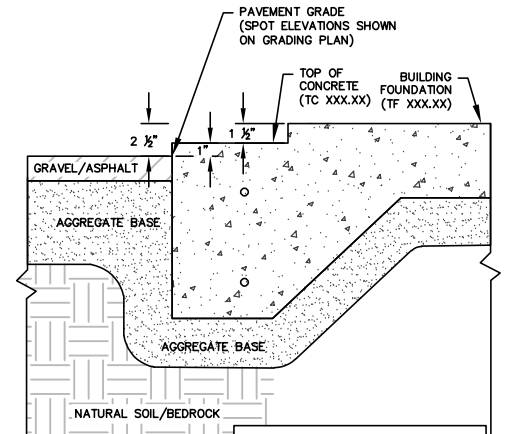 PAVEMENT GRADE
(SPOT ELEVATIONS SHOWN
ON GRADING PLAN)
TOP OF
CONCRETE
(TC XXX.XX)
BUILDING
FOUNDATION
(TF XXX.XX)
2 ½"
1 ½"
1"
GRAVEL/ASPHALT
AGGREGATE BASE
AGGREGATE BASE
NATURAL SOIL/BEDROCK